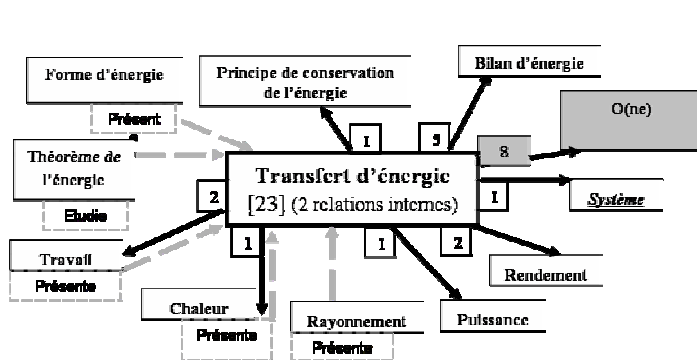 Forme d'énergie
Présent
Principe de conservation
de l'énergie
Bilan d'énergie
O(ne)
1
5
8
Théorème de
l'énergie
Etudie
Transfert d'énergie
[23] (2 relations internes)
2
1
Système
1
1
2
Travail
Présente
Chaleur
Présente
Rayonnement
Présente
Puissance
Rendement